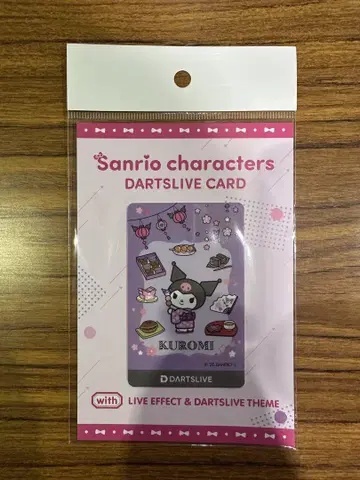 Sanrio characters
DARTSLIVE CARD
KUROMI
DARTSLIVE
with LIVE EFFECT & DARTSLIVE THEME